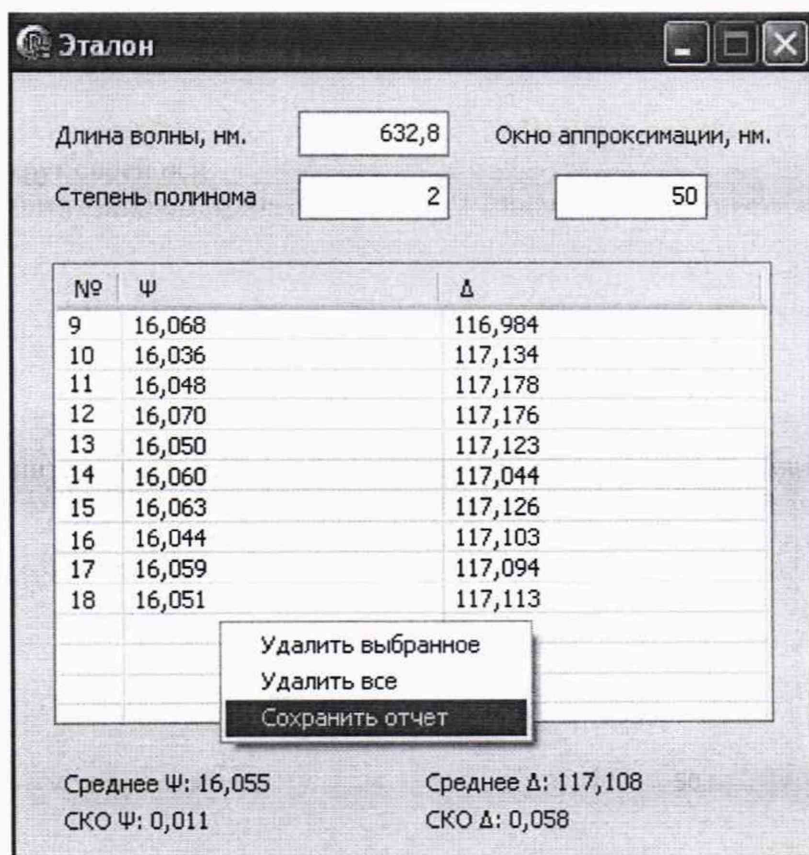 Эталон
Длина волны, нм. 632,8 Окно аппроксимации, нм.
Степень полинома 2 50
№ Ψ Δ
9 16,068 116,984
10 16,036 117,134
11 16,048 117,178
12 16,070 117,176
13 16,050 117,123
14 16,060 117,044
15 16,063 117,126
16 16,044 117,103
17 16,059 117,094
18 16,051 117,113
Удалить выбранное
Удалить все
Сохранить отчет
Среднее Ψ: 16,055 Среднее Δ: 117,108
СКО Ψ: 0,011 СКО Δ: 0,058